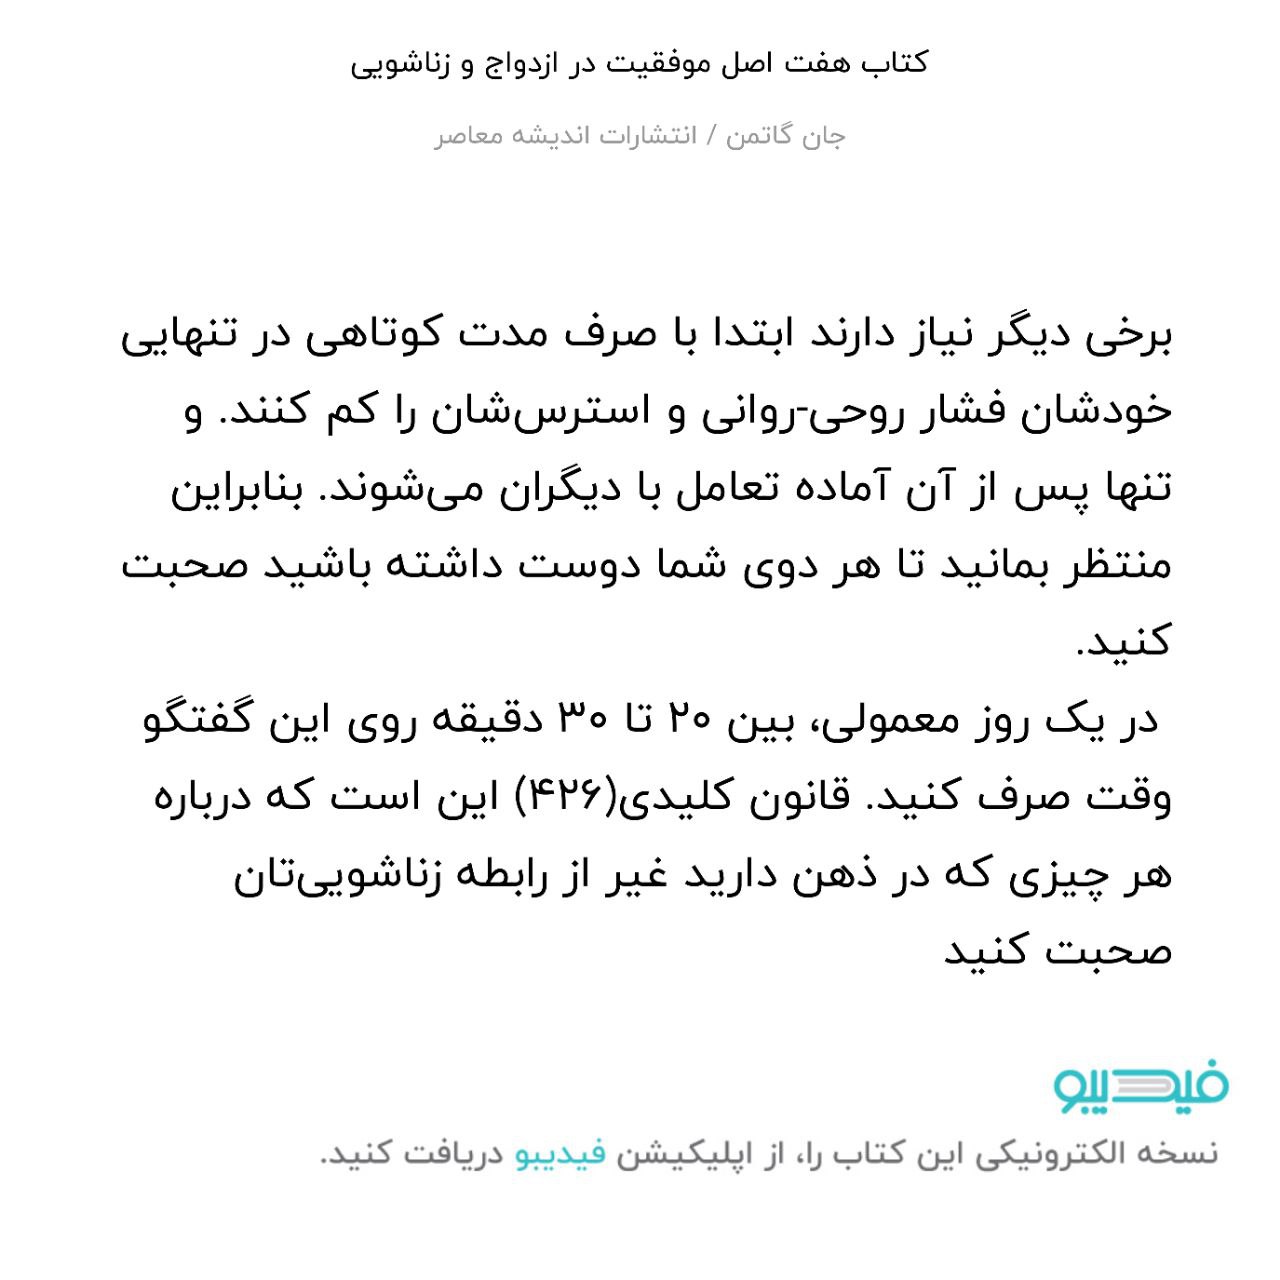 کتاب هفت اصل موفقیت در ازدواج و زناشویی
جان گاتمن / انتشارات اندیشه معاصر
برخی دیگر نیاز دارند ابتدا با صرف مدت کوتاهی در تنهایی
خودشان فشار روحی-روانی و استرس‌شان را کم کنند. و
تنها پس از آن آماده تعامل با دیگران می‌شوند. بنابراین
منتظر بمانید تا هر دوی شما دوست داشته باشید صحبت
کنید.
در یک روز معمولی، بین ۲۰ تا ۳۰ دقیقه روی این گفتگو
وقت صرف کنید. قانون کلیدی(۴۲۶) این است که درباره
هر چیزی که در ذهن دارید غیر از رابطه زناشویی‌تان
صحبت کنید
فیدیبو
نسخه الکترونیکی این کتاب را، از اپلیکیشن فیدیبو دریافت کنید.